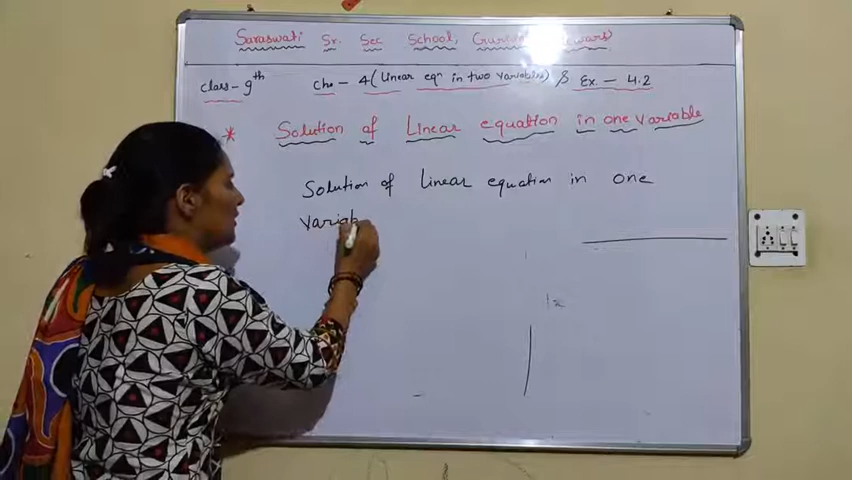 Saraswati Sr. Sec School,
Class - 9th Cha - 4 (Linear eqn in two variables) & Ex. - 4.2
* Solution of Linear equation in one variable
Solution of linear equation in one
variab